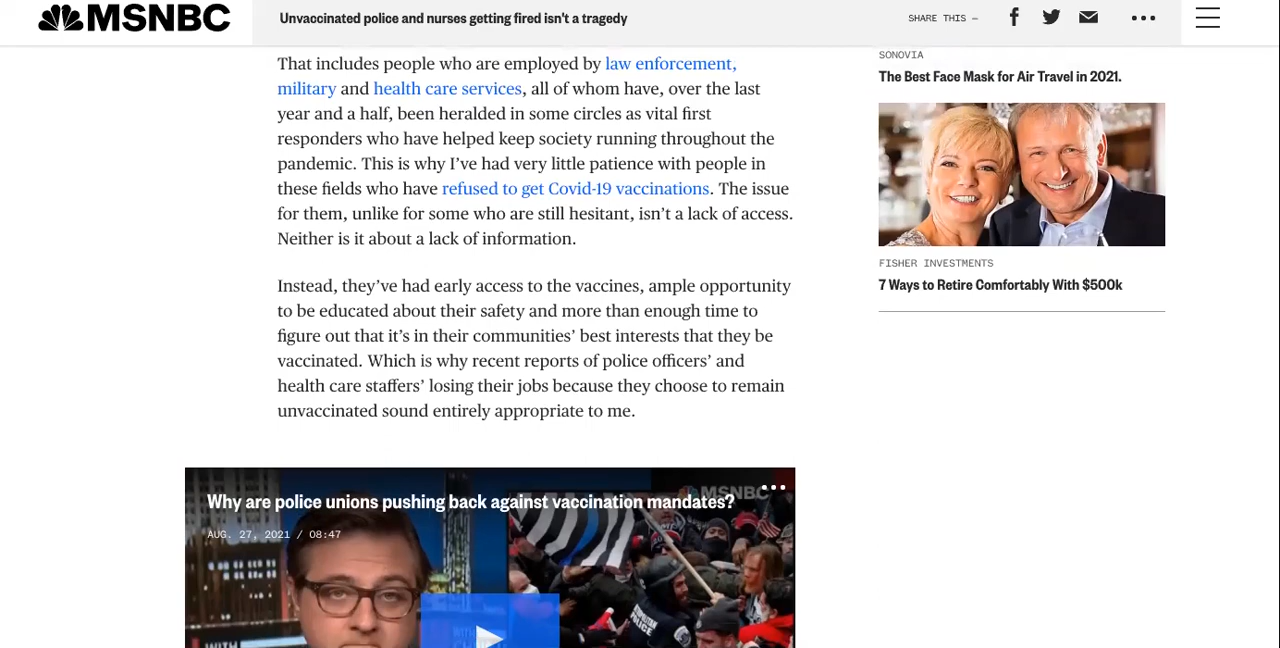 MSNBC
Unvaccinated police and nurses getting fired isn't a tragedy
SHARE THIS —
That includes people who are employed by law enforcement,
military and health care services, all of whom have, over the last
year and a half, been heralded in some circles as vital first
responders who have helped keep society running throughout the
pandemic. This is why I've had very little patience with people in
these fields who have refused to get Covid-19 vaccinations. The issue
for them, unlike for some who are still hesitant, isn't a lack of access.
Neither is it about a lack of information.
Instead, they've had early access to the vaccines, ample opportunity
to be educated about their safety and more than enough time to
figure out that it's in their communities' best interests that they be
vaccinated. Which is why recent reports of police officers' and
health care staffers' losing their jobs because they choose to remain
unvaccinated sound entirely appropriate to me.
MSNBC
Why are police unions pushing back against vaccination mandates?
AUG. 27, 2021 / 08:47
METROPOLITAN
POLICE
WITH
WITH
SONOVIA
The Best Face Mask for Air Travel in 2021.
FISHER INVESTMENTS
7 Ways to Retire Comfortably With $500k